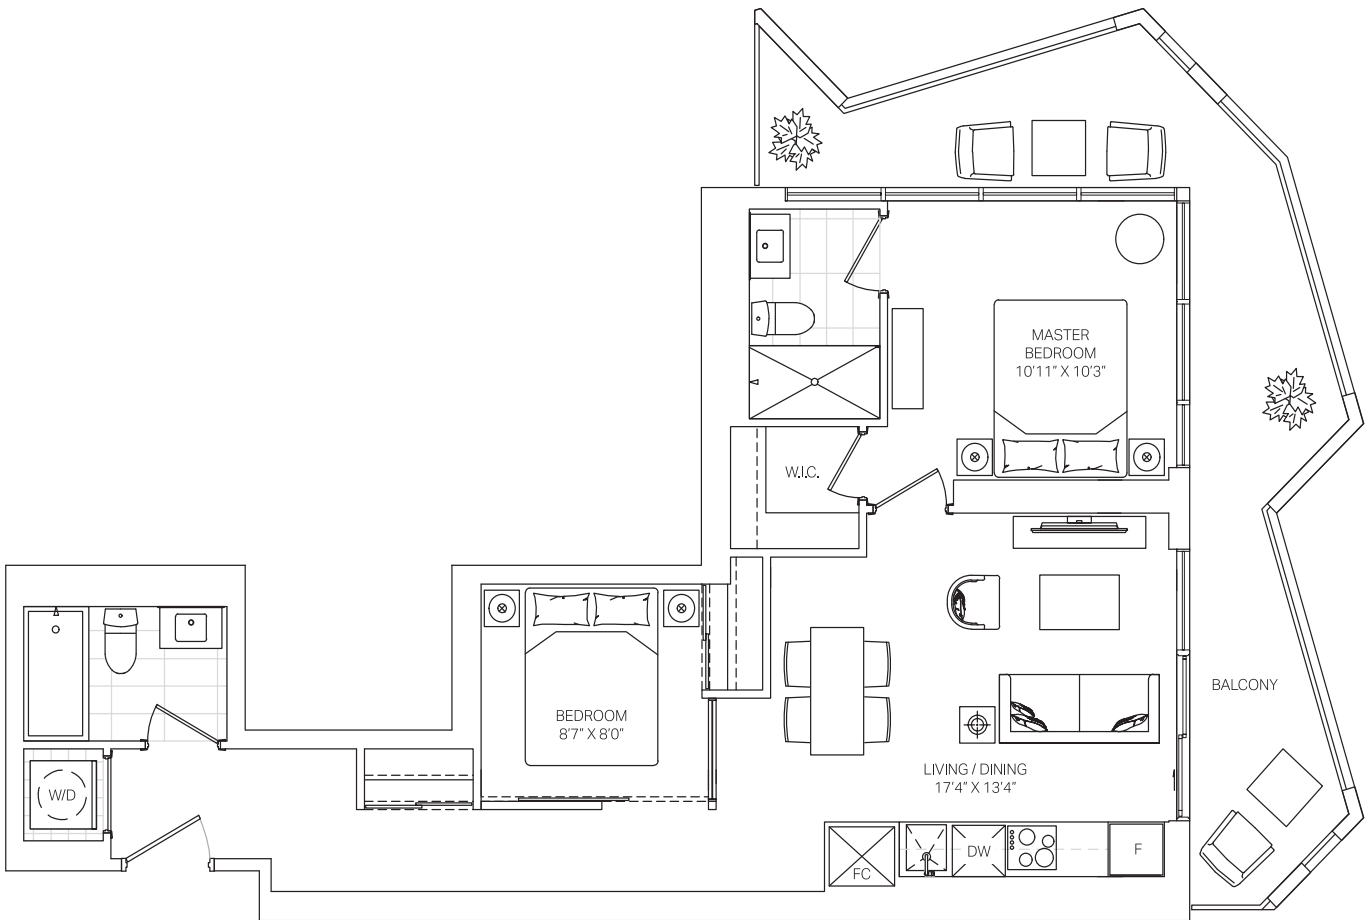 MASTER
BEDROOM
10'11" X 10'3"
W.I.C.
BALCONY
BEDROOM
8'7" X 8'0"
LIVING / DINING
17'4" X 13'4"
W/D
FC
DW
F